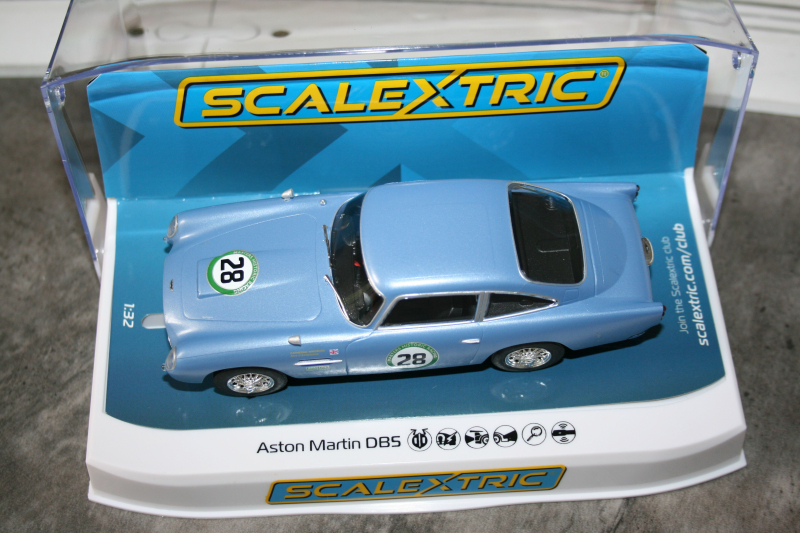 SCALEXTRIC
28
28
1:32
Join the Scalextric club
scalextric.com/club
Aston Martin DB5
SCALEXTRIC